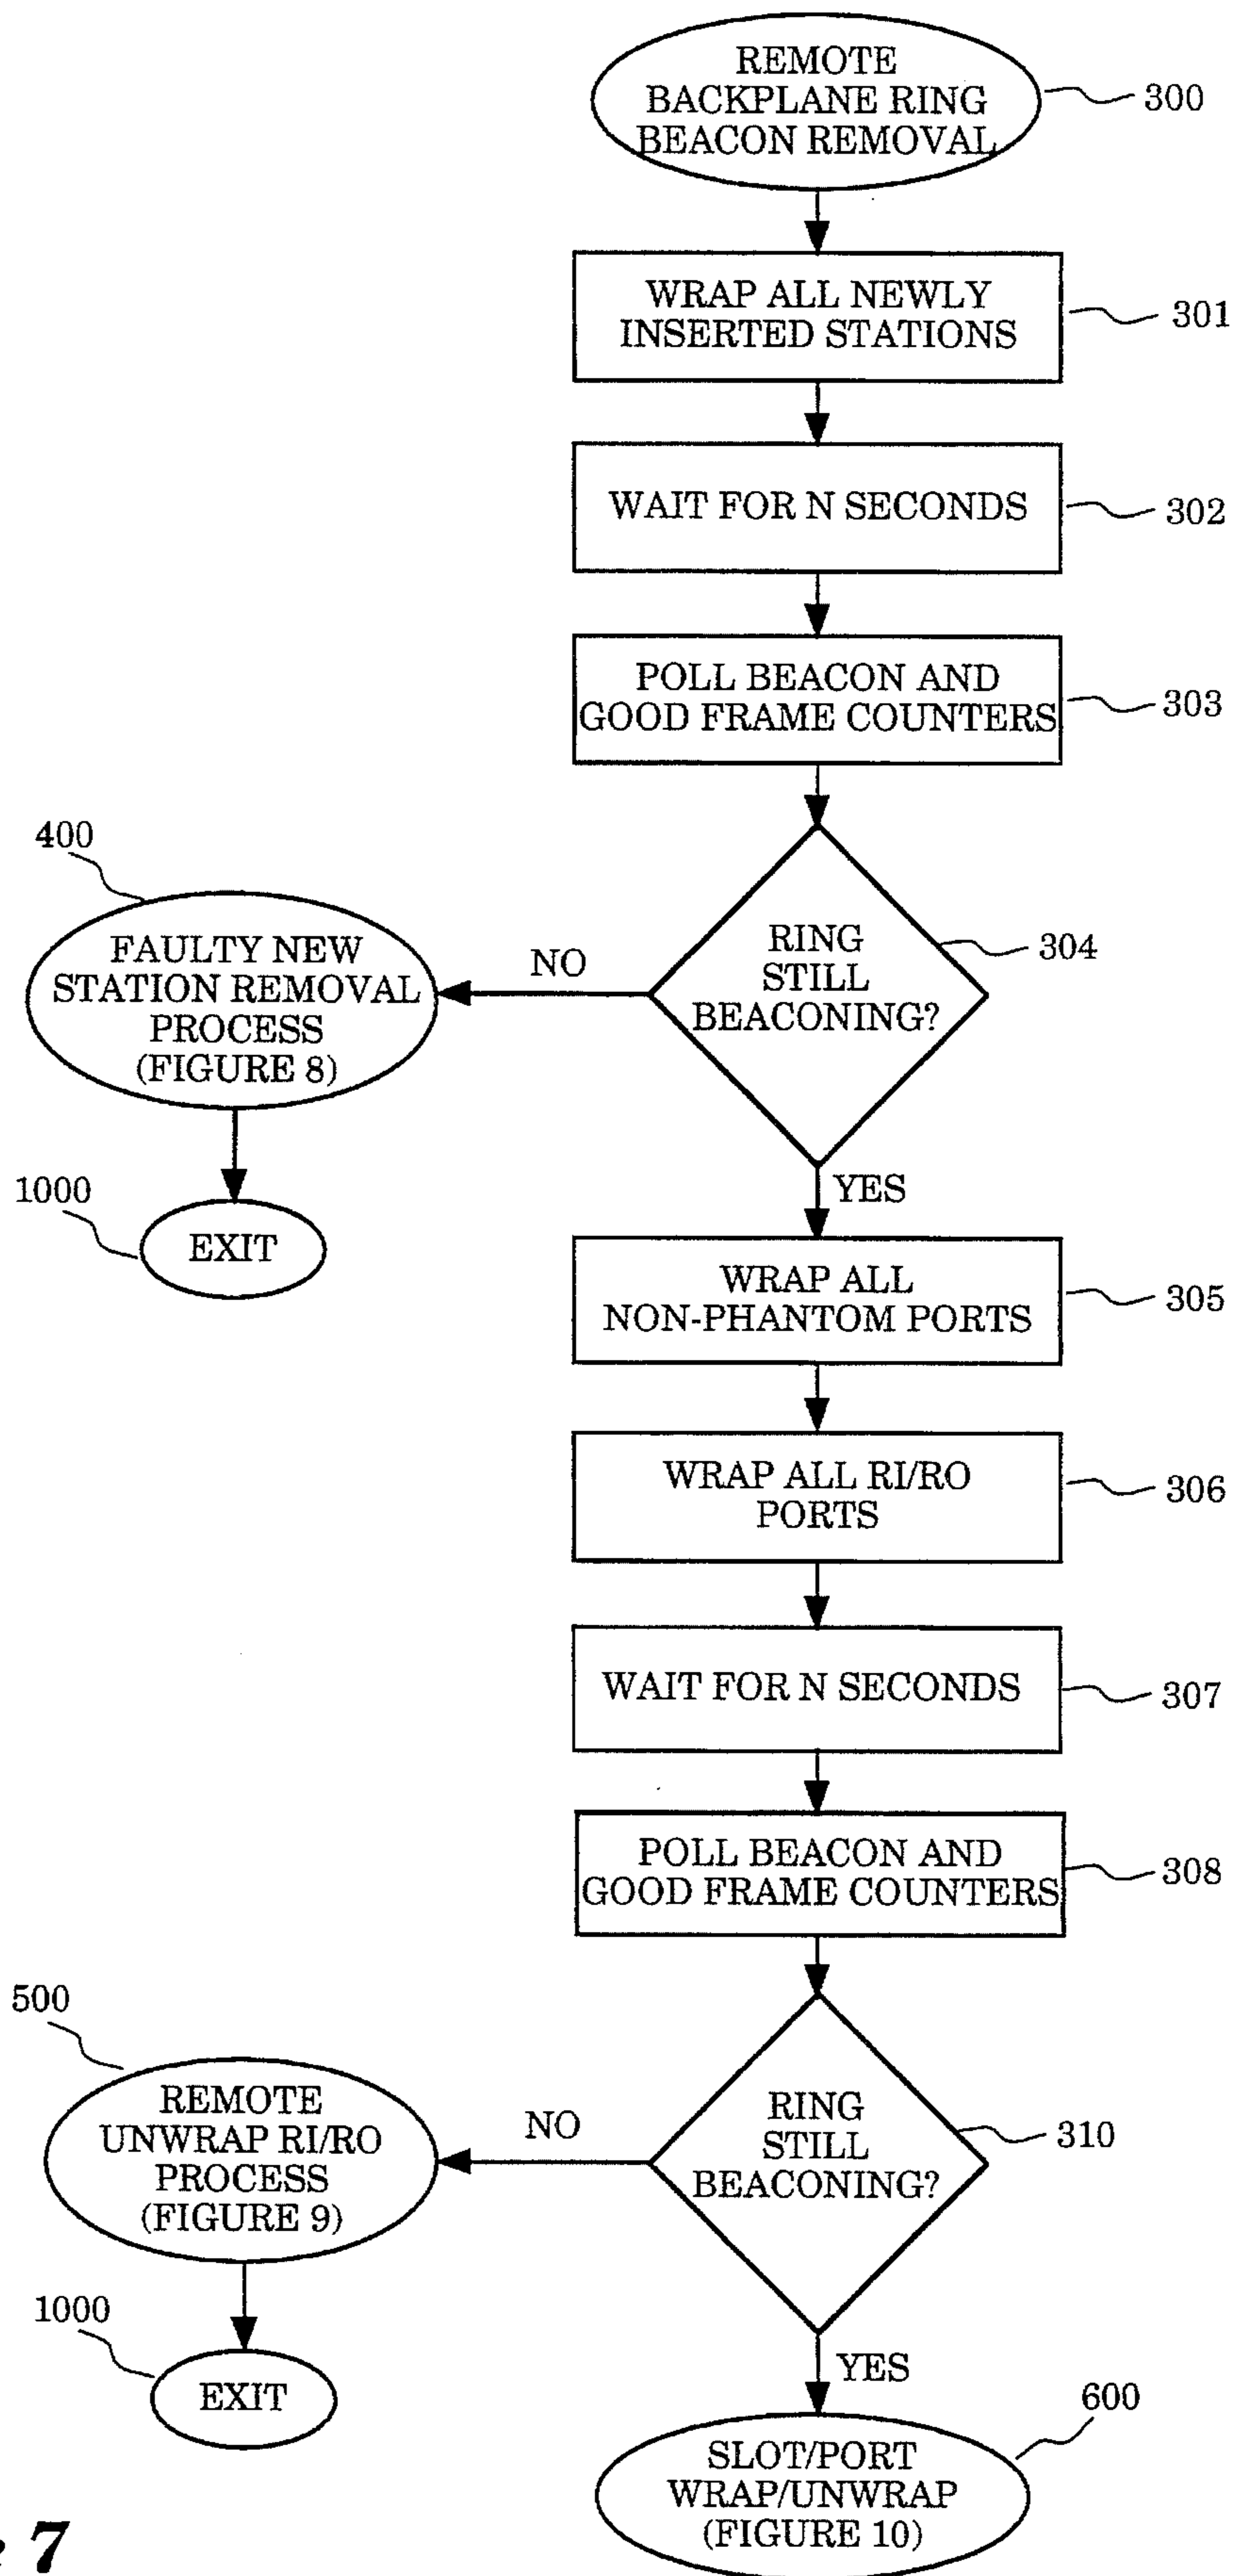 REMOTE
BACKPLANE RING
BEACON REMOVAL
300
WRAP ALL NEWLY
INSERTED STATIONS
301
WAIT FOR N SECONDS
302
POLL BEACON AND
GOOD FRAME COUNTERS
303
RING
STILL
BEACONING?
304
NO
400
FAULTY NEW
STATION REMOVAL
PROCESS
(FIGURE 8)
1000
EXIT
YES
WRAP ALL
NON-PHANTOM PORTS
305
WRAP ALL RI/RO
PORTS
306
WAIT FOR N SECONDS
307
POLL BEACON AND
GOOD FRAME COUNTERS
308
RING
STILL
BEACONING?
310
NO
500
REMOTE
UNWRAP RI/RO
PROCESS
(FIGURE 9)
1000
EXIT
YES
600
SLOT/PORT
WRAP/UNWRAP
(FIGURE 10)
7